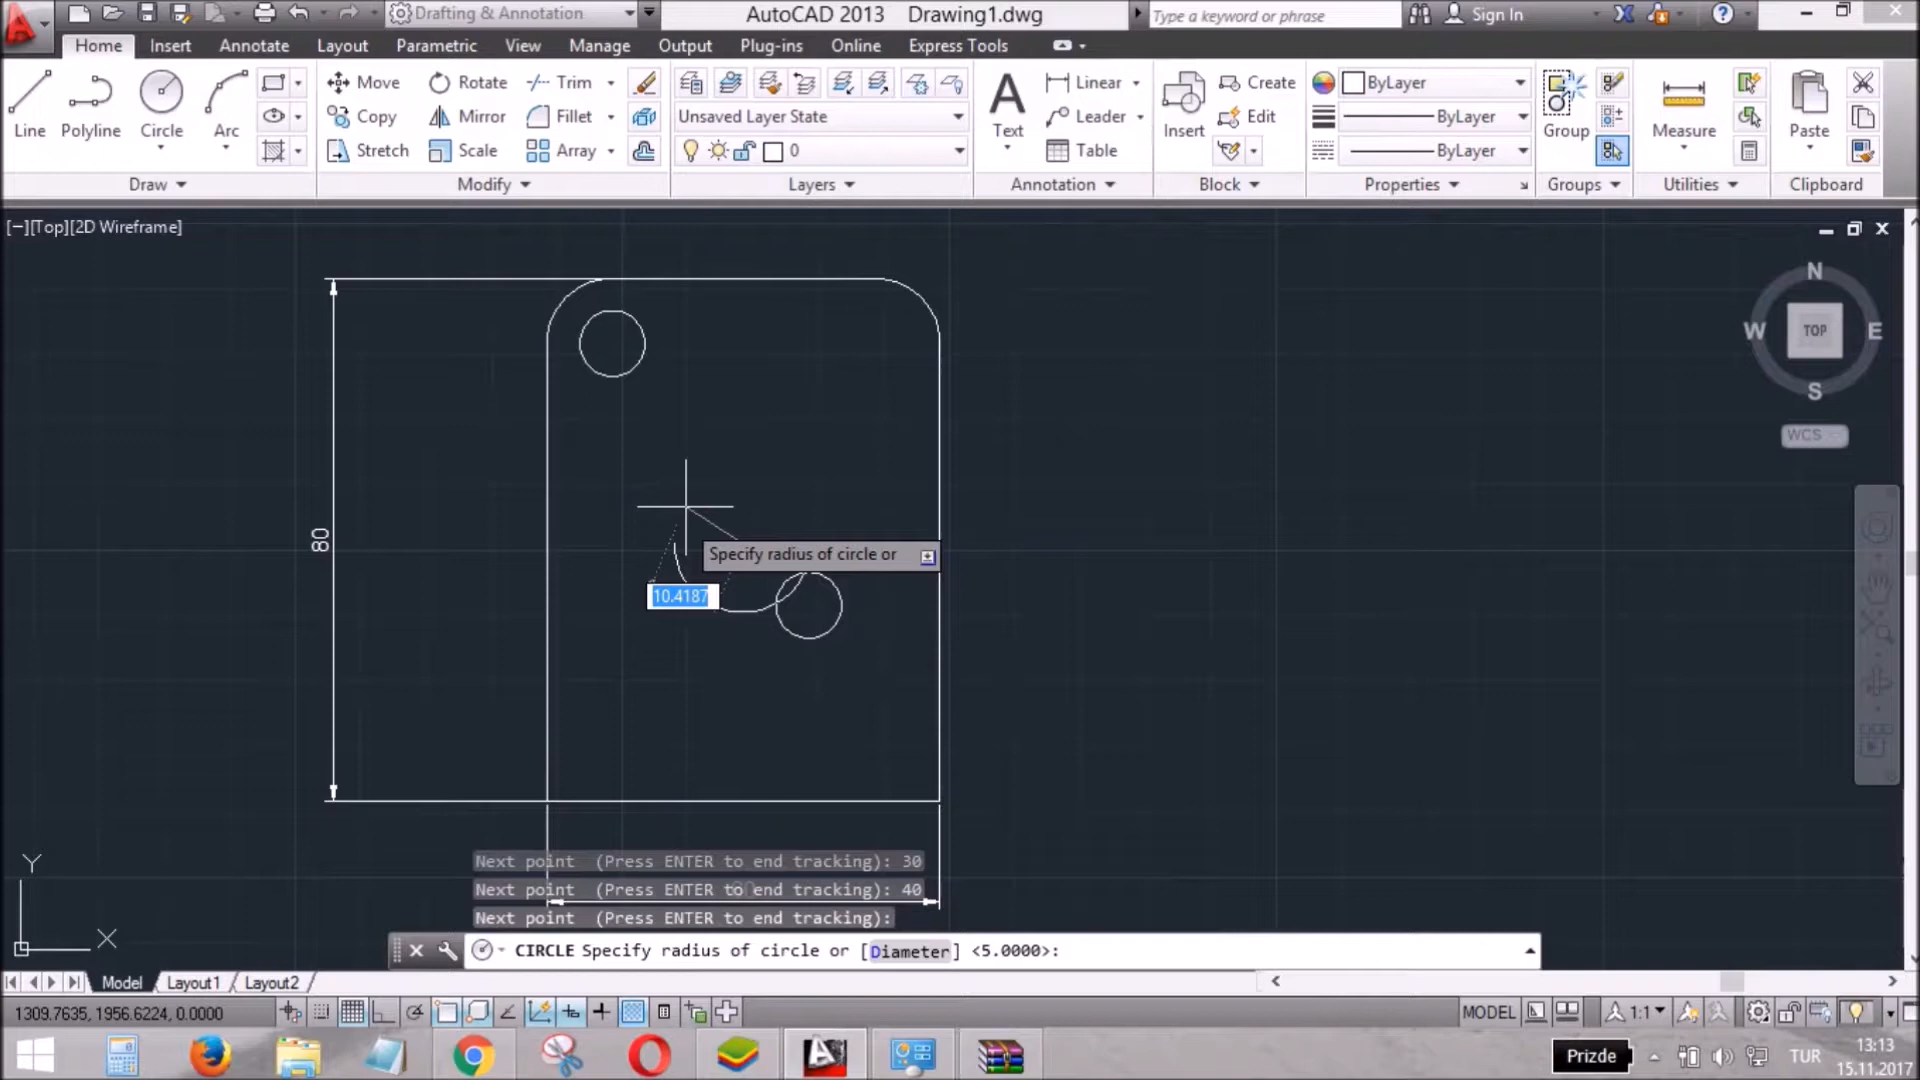 Drafting & Annotation
AutoCAD 2013 Drawing1.dwg
Type a keyword or phrase
Sign In
Home Insert Annotate Layout Parametric View Manage Output Plug-ins Online Express Tools
Line
Polyline
Circle
Arc
Move Rotate Trim
Copy Mirror Fillet
Stretch Scale Array
Unsaved Layer State
0
Text
Linear
Leader
Table
Insert
Create
Edit
ByLayer
ByLayer
ByLayer
Group
Measure
Paste
Draw Modify Layers Annotation Block Properties Groups Utilities Clipboard
[−][Top][2D Wireframe]
N
W TOP E
S
WCS
80
Specify radius of circle or
10.4187
Y
X
Next point (Press ENTER to end tracking): 30
Next point (Press ENTER to end tracking): 40
Next point (Press ENTER to end tracking):
CIRCLE Specify radius of circle or [Diameter] <5.0000>:
Model Layout1 Layout2
1309.7635, 1956.6224, 0.0000
MODEL
1:1
Prizde
TUR
13:13
15.11.2017